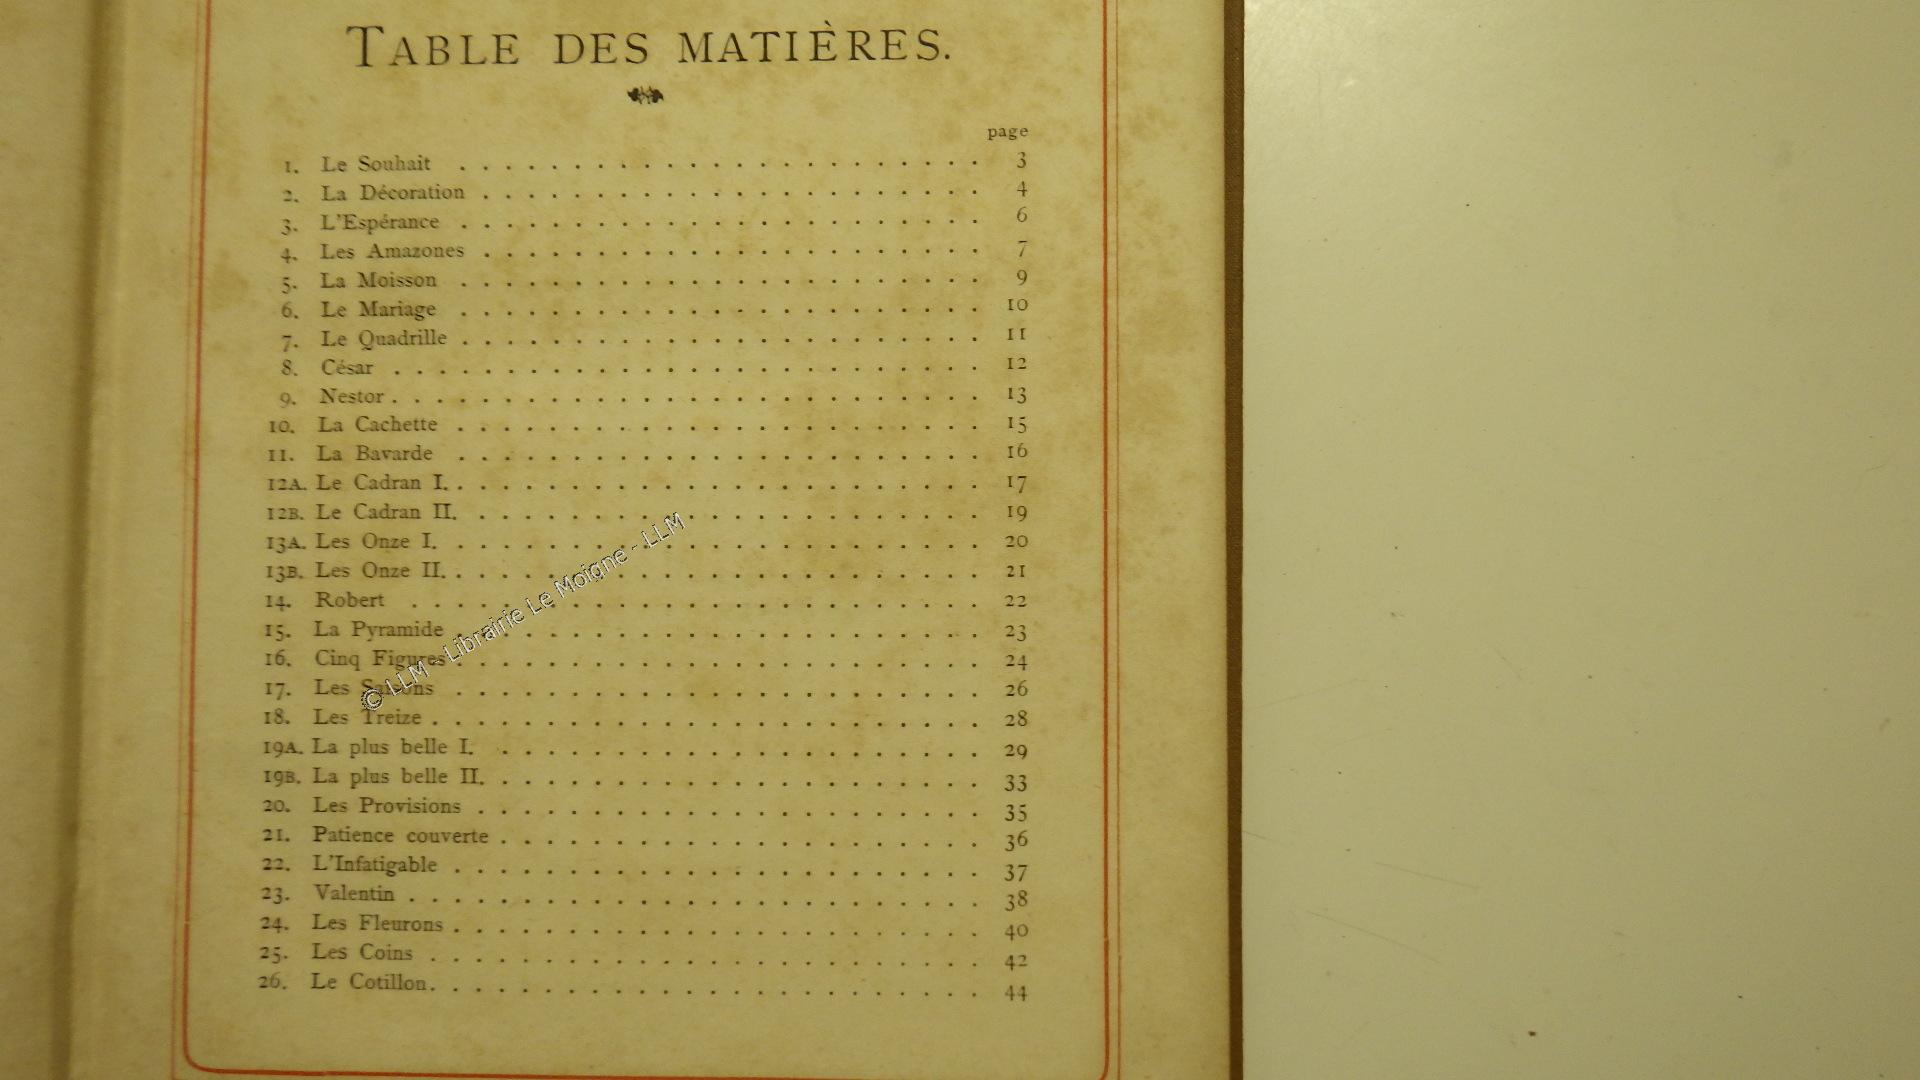 TABLE DES MATIÈRES.
page
1. Le Souhait . . . . . . . . . . . . . . . . . . . . . . . 3
2. La Décoration . . . . . . . . . . . . . . . . . . . . . . 4
3. L'Espérance . . . . . . . . . . . . . . . . . . . . . . . 6
4. Les Amazones . . . . . . . . . . . . . . . . . . . . . . 7
5. La Moisson . . . . . . . . . . . . . . . . . . . . . . . 9
6. Le Mariage . . . . . . . . . . . . . . . . . . . . . . . 10
7. Le Quadrille . . . . . . . . . . . . . . . . . . . . . . . 11
8. César . . . . . . . . . . . . . . . . . . . . . . . . . . 12
9. Nestor . . . . . . . . . . . . . . . . . . . . . . . . . . 13
10. La Cachette . . . . . . . . . . . . . . . . . . . . . . . 15
11. La Bavarde . . . . . . . . . . . . . . . . . . . . . . . 16
12A. Le Cadran I. . . . . . . . . . . . . . . . . . . . . . . . 17
12B. Le Cadran II. . . . . . . . . . . . . . . . . . . . . . . 19
13A. Les Onze I. . . . . . . . . . . . . . . . . . . . . . . . 20
13B. Les Onze II. . . . . . . . . . . . . . . . . . . . . . . . 21
14. Robert . . . . . . . . . . . . . . . . . . . . . . . . . 22
15. La Pyramide . . . . . . . . . . . . . . . . . . . . . . . 23
16. Cinq Figures . . . . . . . . . . . . . . . . . . . . . . . 24
17. Les Saisons . . . . . . . . . . . . . . . . . . . . . . . 26
18. Les Treize . . . . . . . . . . . . . . . . . . . . . . . . 28
19A. La plus belle I. . . . . . . . . . . . . . . . . . . . . . 29
19B. La plus belle II. . . . . . . . . . . . . . . . . . . . . . 33
20. Les Provisions . . . . . . . . . . . . . . . . . . . . . . 35
21. Patience couverte . . . . . . . . . . . . . . . . . . . . . 36
22. L'Infatigable . . . . . . . . . . . . . . . . . . . . . . . 37
23. Valentin . . . . . . . . . . . . . . . . . . . . . . . . . 38
24. Les Fleurons . . . . . . . . . . . . . . . . . . . . . . . 40
25. Les Coins . . . . . . . . . . . . . . . . . . . . . . . . 42
26. Le Cotillon. . . . . . . . . . . . . . . . . . . . . . . . 44
© LLM - Librairie Le Moigne - LLM